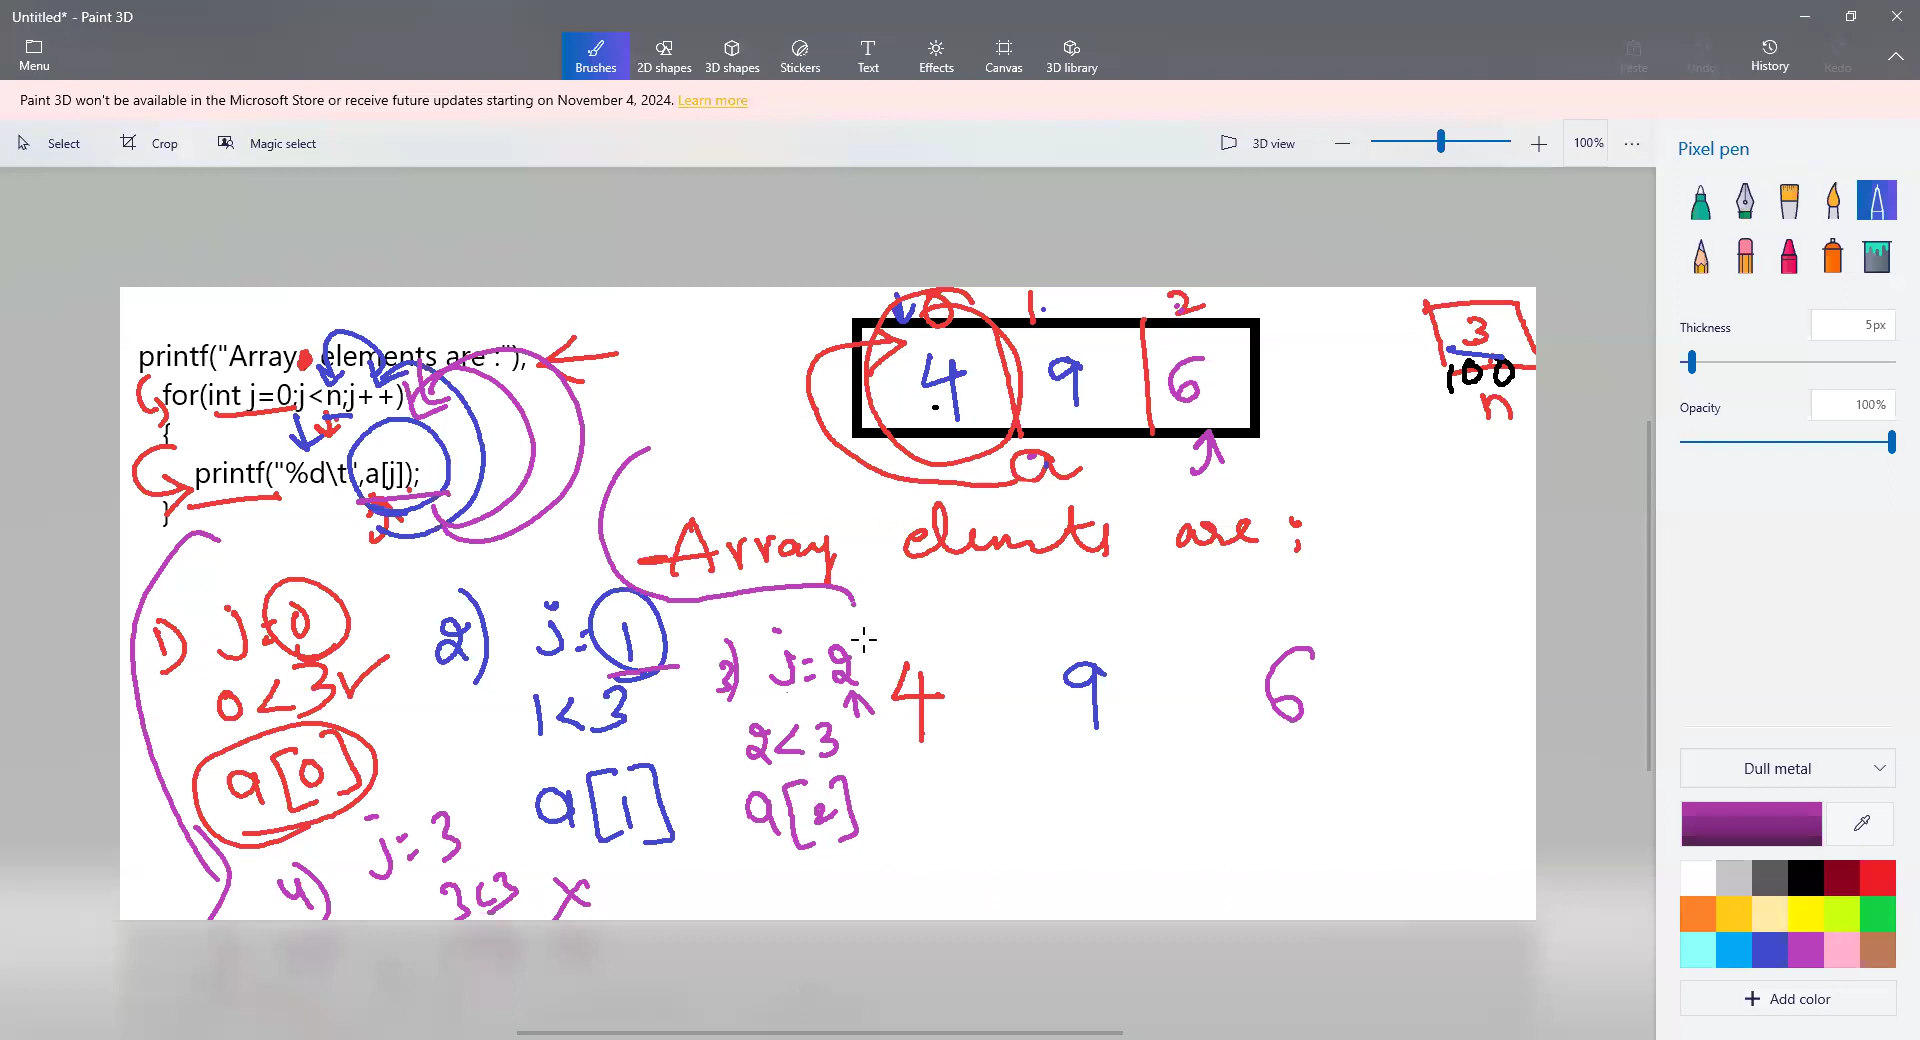 Untitled* - Paint 3D
Menu
Brushes
2D shapes
3D shapes
Stickers
Text
Effects
Canvas
3D library
Paste
Undo
History
Redo
Paint 3D won't be available in the Microsoft Store or receive future updates starting on November 4, 2024. Learn more
Select
Crop
Magic select
3D view
100%
Pixel pen
Thickness
5px
Opacity
100%
printf("Array elements are :");
for(int j=0;j<n;j++)
{
printf("%d\t",a[j]);
}
0 1 2
4 9 6
a
3
100
n
Array elemnts are :
4 9 6
1) j=0
0<3✓
a[0]
2) j=1
1<3
a[1]
3) j=2
2<3
a[2]
4) j=3
3<3 ×
Dull metal
Add color